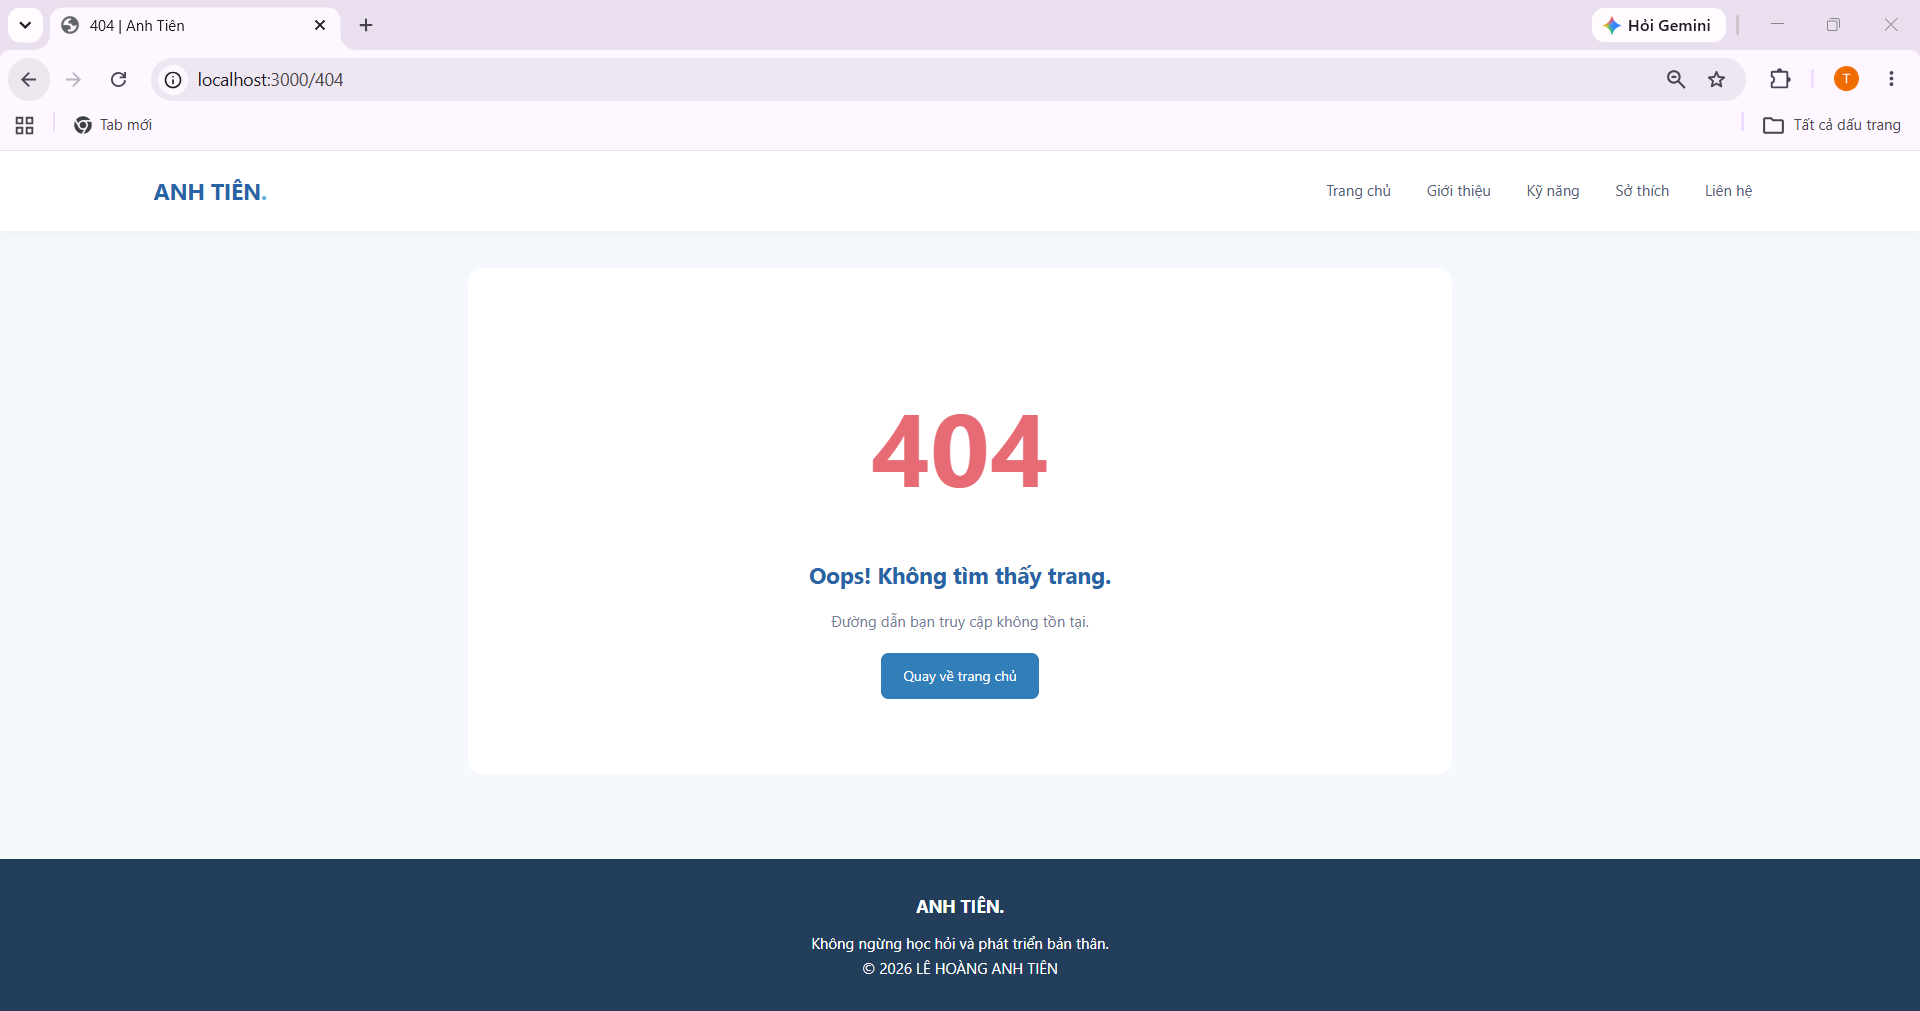 404 | Anh Tiên
Hỏi Gemini
localhost:3000/404
T
Tab mới
Tất cả dấu trang
ANH TIÊN.
Trang chủ
Giới thiệu
Kỹ năng
Sở thích
Liên hệ
404
Oops! Không tìm thấy trang.
Đường dẫn bạn truy cập không tồn tại.
Quay về trang chủ
ANH TIÊN.
Không ngừng học hỏi và phát triển bản thân.
© 2026 LÊ HOÀNG ANH TIÊN